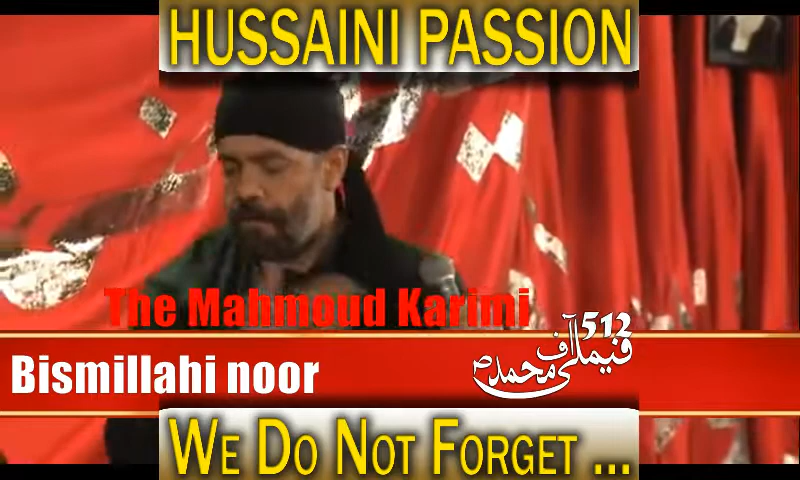 HUSSAINI PASSION
The Mahmoud Karimi
512
فیملی آف محمدؐ
Bismillahi noor
WE DO NOT FORGET ...